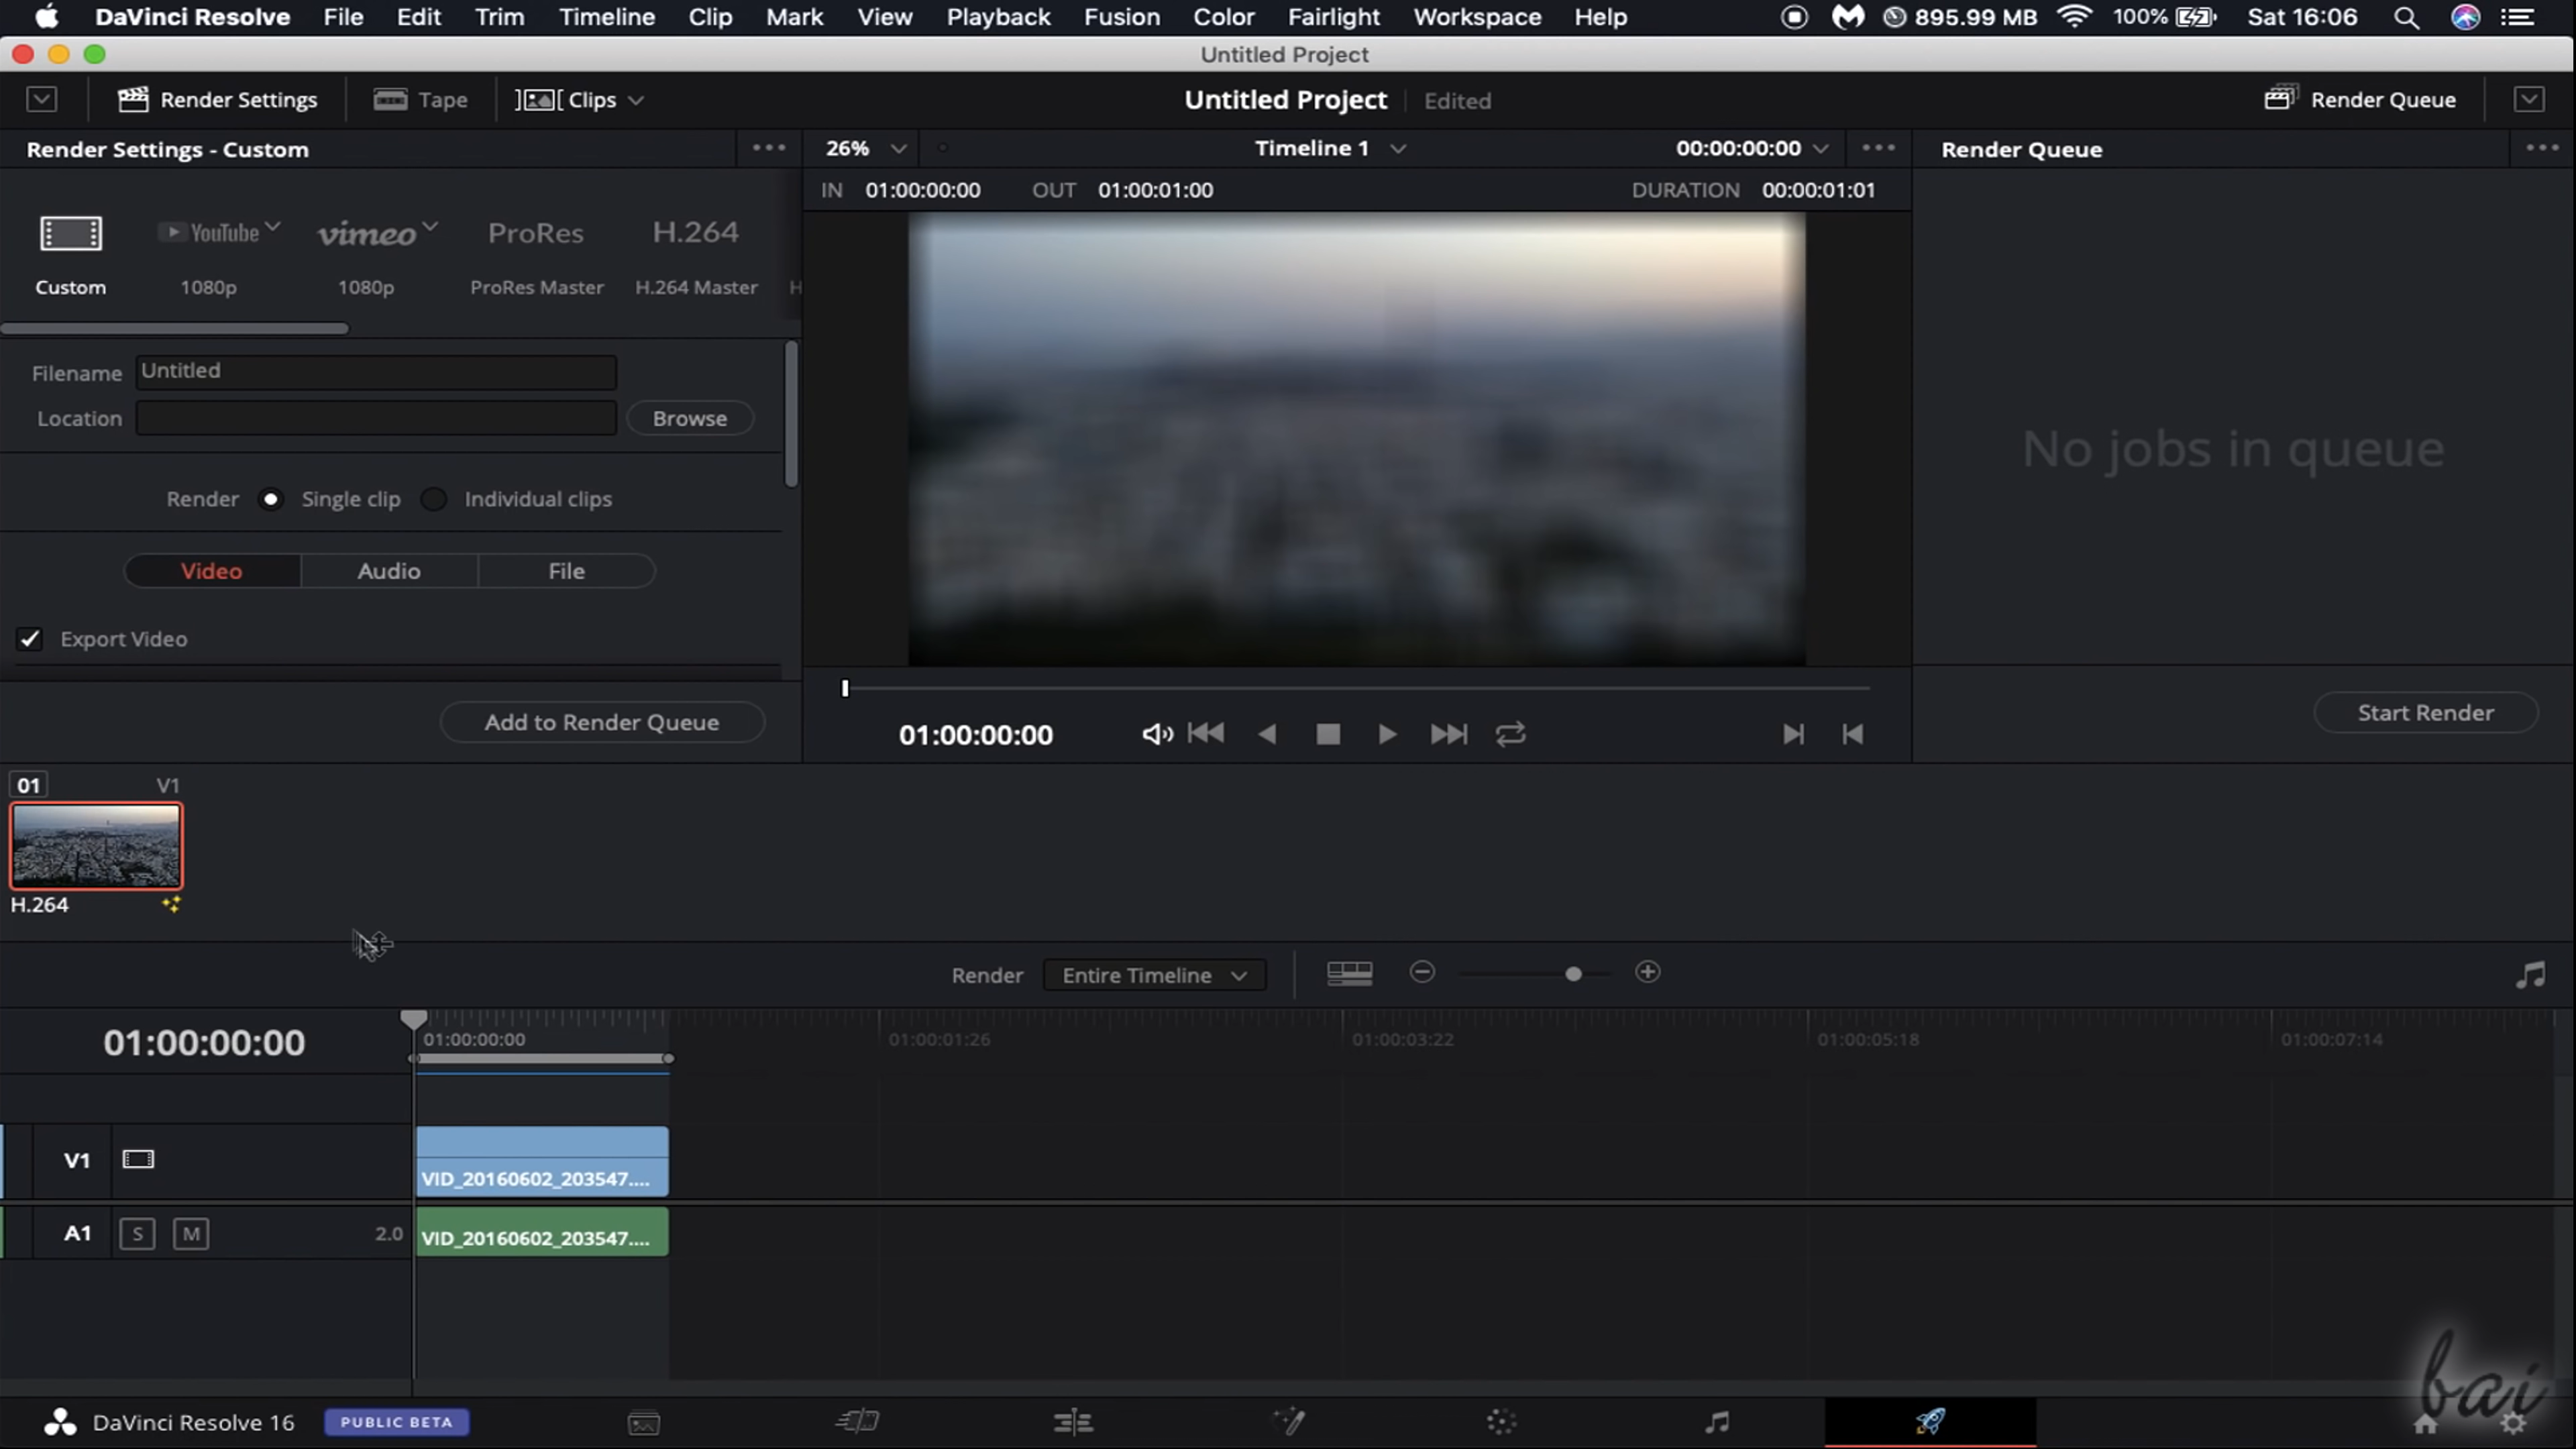 DaVinci Resolve File Edit Trim Timeline Clip Mark View Playback Fusion Color Fairlight Workspace Help 895.99 MB 100% Sat 16:06
Untitled Project
Render Settings Tape Clips Untitled Project Edited Render Queue
Render Settings - Custom 26% Timeline 1 00:00:00:00 Render Queue
IN 01:00:00:00 OUT 01:00:01:00 DURATION 00:00:01:01
YouTube vimeo ProRes H.264
Custom 1080p 1080p ProRes Master H.264 Master H
Filename Untitled
Location Browse
No jobs in queue
Render Single clip Individual clips
Video Audio File
Export Video
Add to Render Queue 01:00:00:00 Start Render
01 V1
H.264
Render Entire Timeline
01:00:00:00 01:00:00:00 01:00:01:26 01:00:03:22 01:00:05:18 01:00:07:14
V1 VID_20160602_203547....
A1 S M 2.0 VID_20160602_203547....
bai
DaVinci Resolve 16 PUBLIC BETA